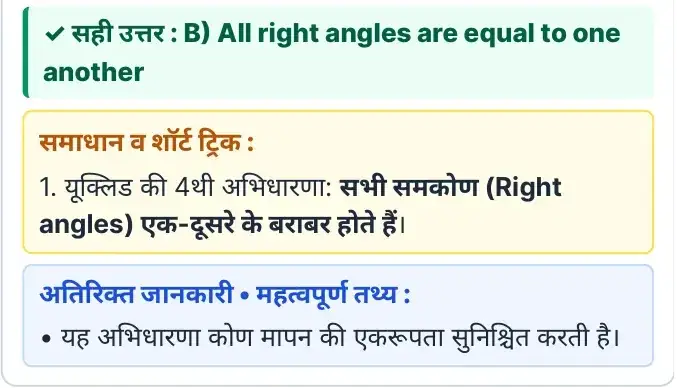 ✓ सही उत्तर : B) All right angles are equal to one
another
समाधान व शॉर्ट ट्रिक :
1. यूक्लिड की 4थी अभिधारणा: सभी समकोण (Right
angles) एक-दूसरे के बराबर होते हैं।
अतिरिक्त जानकारी • महत्वपूर्ण तथ्य :
• यह अभिधारणा कोण मापन की एकरूपता सुनिश्चित करती है।